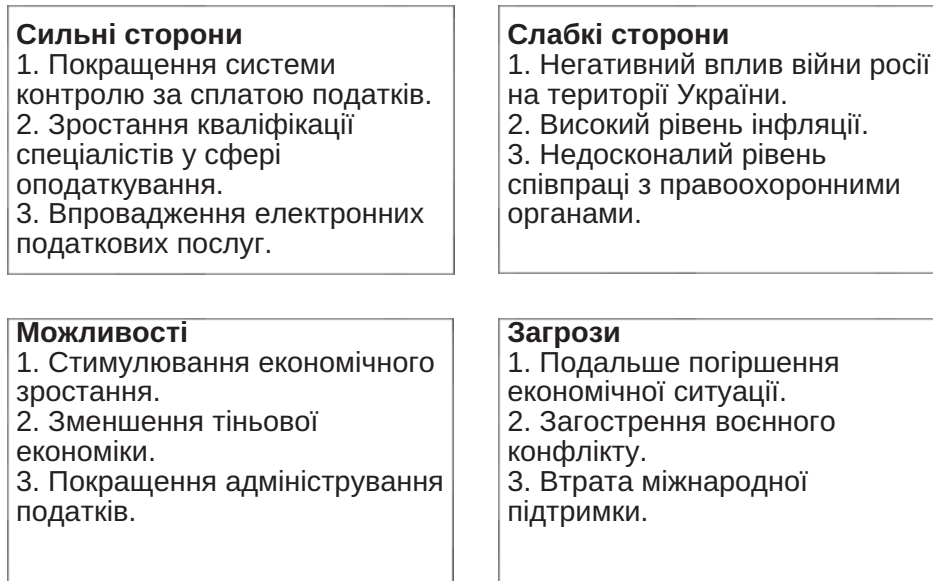 Сильні сторони
1. Покращення системи
контролю за сплатою податків.
2. Зростання кваліфікації
спеціалістів у сфері
оподаткування.
3. Впровадження електронних
податкових послуг.
Слабкі сторони
1. Негативний вплив війни росії
на території України.
2. Високий рівень інфляції.
3. Недосконалий рівень
співпраці з правоохоронними
органами.
Можливості
1. Стимулювання економічного
зростання.
2. Зменшення тіньової
економіки.
3. Покращення адміністрування
податків.
Загрози
1. Подальше погіршення
економічної ситуації.
2. Загострення воєнного
конфлікту.
3. Втрата міжнародної
підтримки.